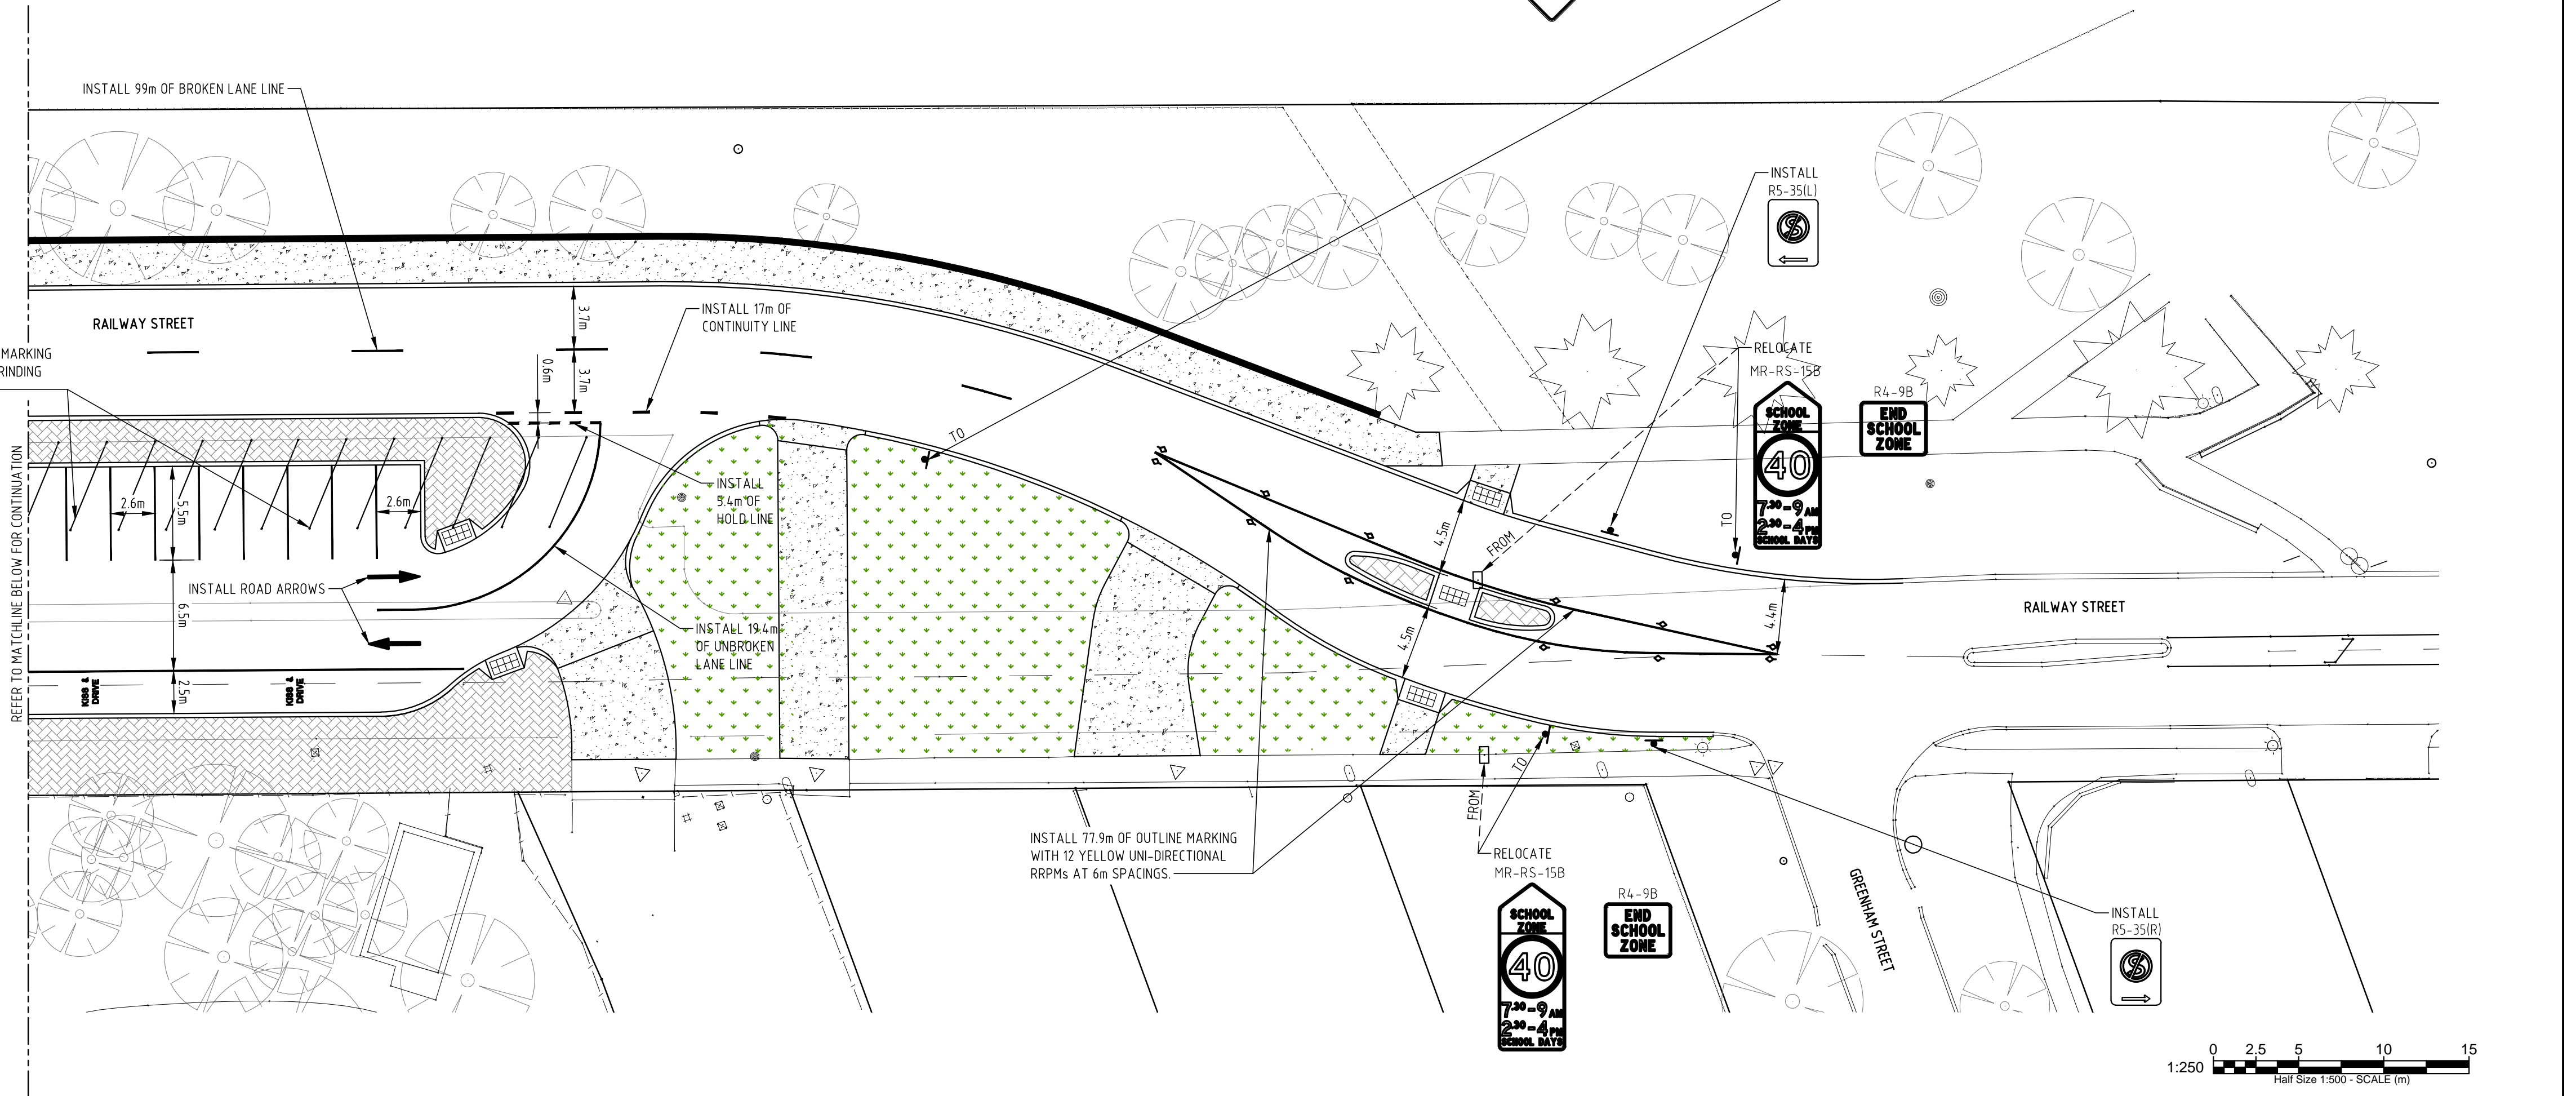 INSTALL 99m OF BROKEN LANE LINE
INSTALL
R5-35(L)
RAILWAY STREET
INSTALL 17m OF
CONTINUITY LINE
3.7m
3.7m
0.6m
MARKING
RINDING
RELOCATE
MR-RS-15B
SCHOOL
ZONE
40
7.30-9 AM
2.30-4 PM
SCHOOL DAYS
R4-9B
END
SCHOOL
ZONE
TO
TO
FROM
INSTALL
5.4m OF
HOLD LINE
2.6m
5.5m
2.6m
4.5m
4.5m
4.4m
REFER TO MATCHLINE BELOW FOR CONTINUATION
INSTALL ROAD ARROWS
6.5m
INSTALL 19.4m
OF UNBROKEN
LANE LINE
RAILWAY STREET
2.5m
KISS &
DRIVE
KISS &
DRIVE
INSTALL 77.9m OF OUTLINE MARKING
WITH 12 YELLOW UNI-DIRECTIONAL
RRPMs AT 6m SPACINGS.
FROM
TO
RELOCATE
MR-RS-15B
SCHOOL
ZONE
40
7.30-9 AM
2.30-4 PM
SCHOOL DAYS
R4-9B
END
SCHOOL
ZONE
GREENHAM STREET
INSTALL
R5-35(R)
1:250
0 2.5 5 10 15
Half Size 1:500 - SCALE (m)